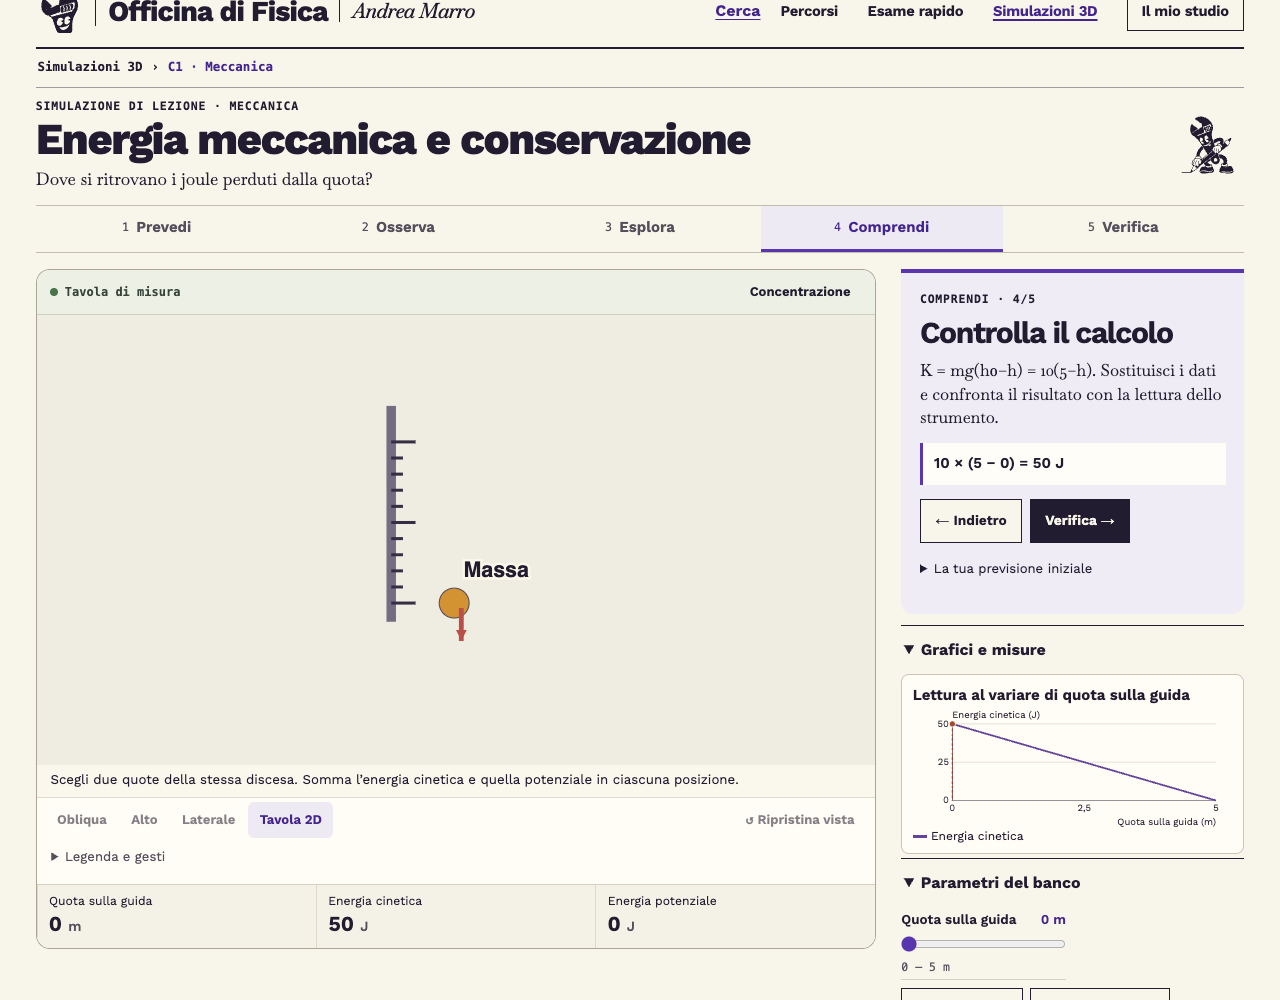 Officina di Fisica
Andrea Marro
Cerca
Percorsi
Esame rapido
Simulazioni 3D
Il mio studio
Simulazioni 3D › C1 · Meccanica
SIMULAZIONE DI LEZIONE · MECCANICA
Energia meccanica e conservazione
Dove si ritrovano i joule perduti dalla quota?
1 Prevedi
2 Osserva
3 Esplora
4 Comprendi
5 Verifica
Tavola di misura
Concentrazione
Massa
Scegli due quote della stessa discesa. Somma l’energia cinetica e quella potenziale in ciascuna posizione.
Obliqua
Alto
Laterale
Tavola 2D
↺ Ripristina vista
▶ Legenda e gesti
Quota sulla guida
0 m
Energia cinetica
50 J
Energia potenziale
0 J
COMPRENDI · 4/5
Controlla il calcolo
K = mg(h₀−h) = 10(5−h). Sostituisci i dati
e confronta il risultato con la lettura dello
strumento.
10 × (5 − 0) = 50 J
← Indietro
Verifica →
▶ La tua previsione iniziale
▼ Grafici e misure
Lettura al variare di quota sulla guida
Energia cinetica (J)
50
25
0
0
2,5
5
Quota sulla guida (m)
Energia cinetica
▼ Parametri del banco
Quota sulla guida
0 m
0 — 5 m